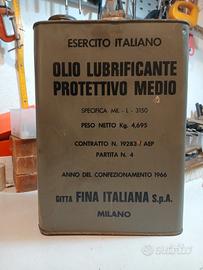 ESERCITO ITALIANO
OLIO LUBRIFICANTE
PROTETTIVO MEDIO
SPECIFICA MIL - L - 3150
PESO NETTO Kg. 4,695
CONTRATTO N. 19283 / AEP
PARTITA N. 4
ANNO DEL CONFEZIONAMENTO 1966
DITTA FINA ITALIANA S.p.A.
MILANO
subito